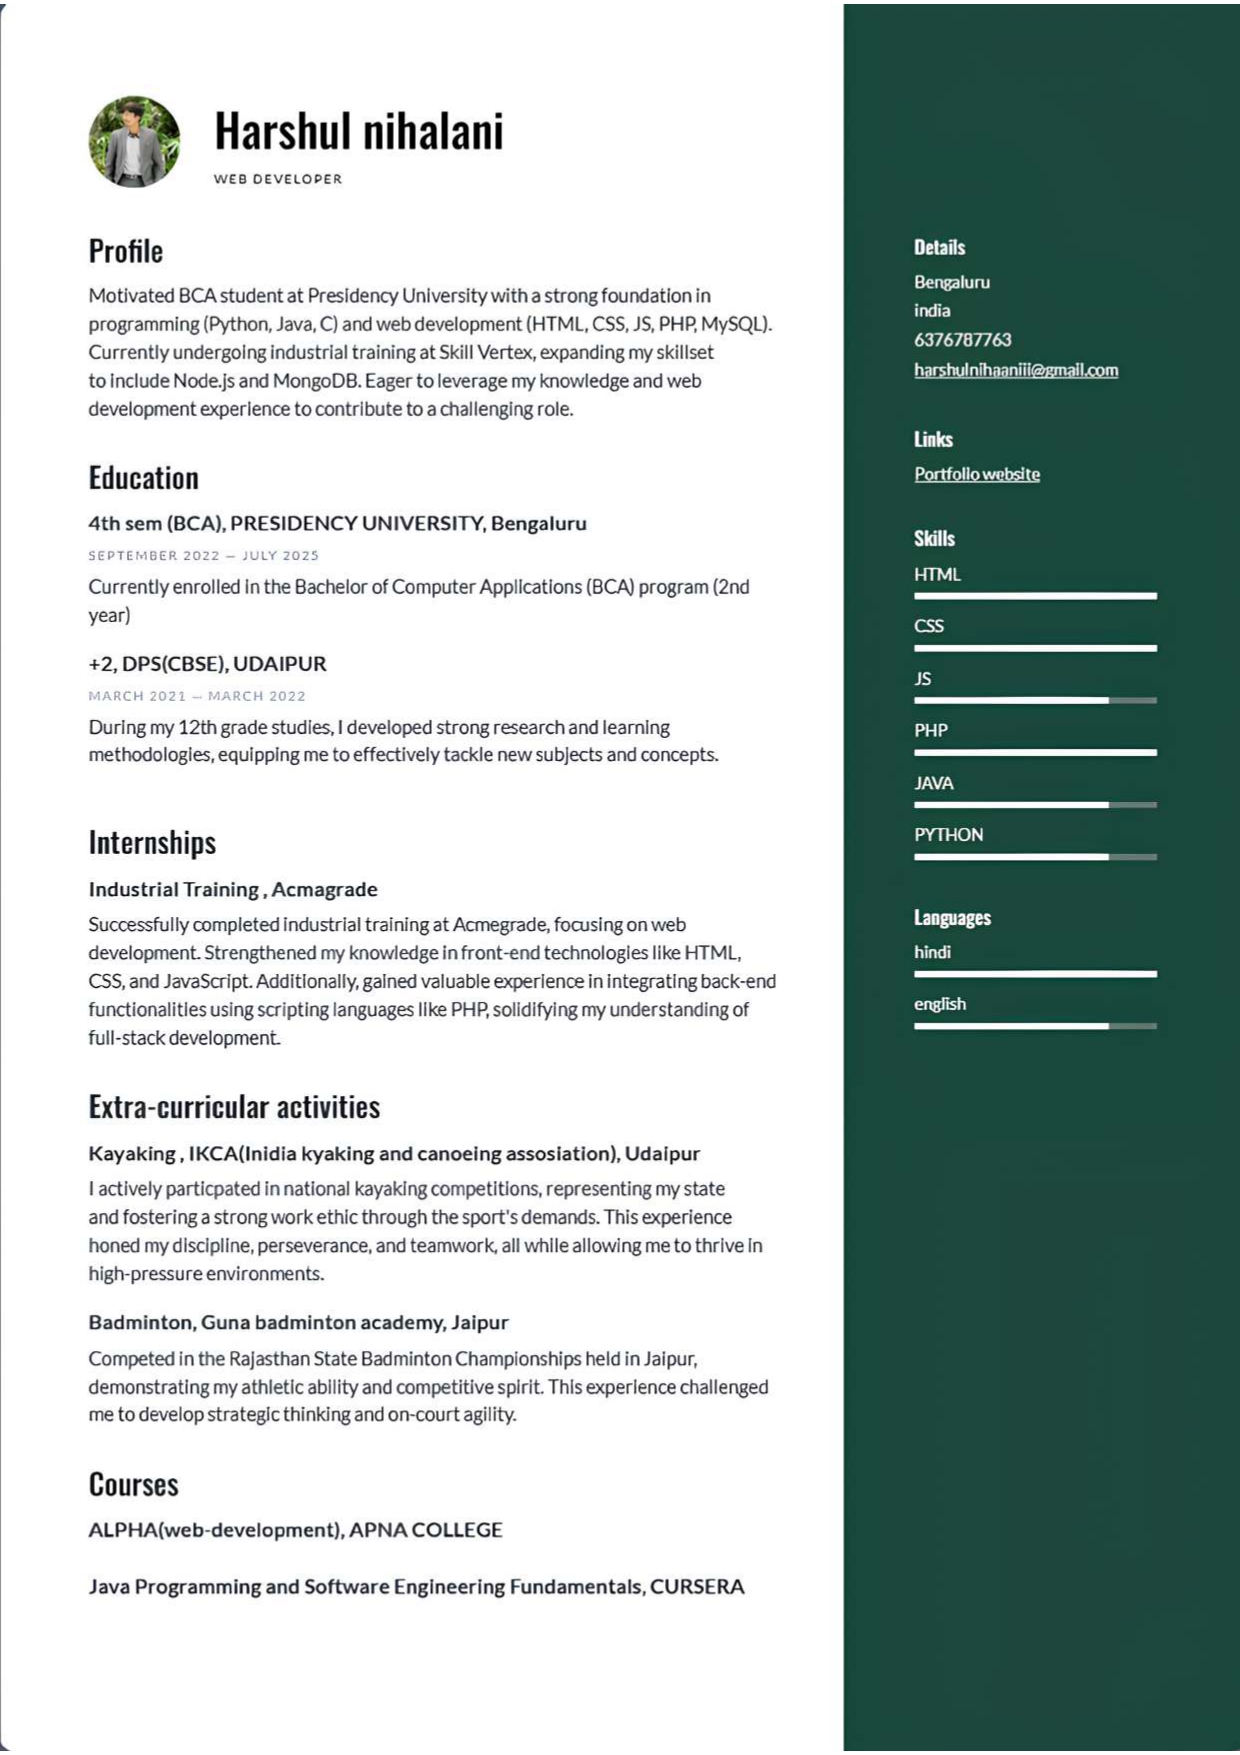 Harshul nihalani
WEB DEVELOPER
Profile
Motivated BCA student at Presidency University with a strong foundation in
programming (Python, Java, C) and web development (HTML, CSS, JS, PHP, MySQL).
Currently undergoing industrial training at Skill Vertex, expanding my skillset
to include Node.js and MongoDB. Eager to leverage my knowledge and web
development experience to contribute to a challenging role.
Education
4th sem (BCA), PRESIDENCY UNIVERSITY, Bengaluru
SEPTEMBER 2022 — JULY 2025
Currently enrolled in the Bachelor of Computer Applications (BCA) program (2nd
year)
+2, DPS(CBSE), UDAIPUR
MARCH 2021 — MARCH 2022
During my 12th grade studies, I developed strong research and learning
methodologies, equipping me to effectively tackle new subjects and concepts.
Internships
Industrial Training , Acmagrade
Successfully completed industrial training at Acmegrade, focusing on web
development. Strengthened my knowledge in front-end technologies like HTML,
CSS, and JavaScript. Additionally, gained valuable experience in integrating back-end
functionalities using scripting languages like PHP, solidifying my understanding of
full-stack development.
Extra-curricular activities
Kayaking , IKCA(Inidia kyaking and canoeing assosiation), Udaipur
I actively particpated in national kayaking competitions, representing my state
and fostering a strong work ethic through the sport's demands. This experience
honed my discipline, perseverance, and teamwork, all while allowing me to thrive in
high-pressure environments.
Badminton, Guna badminton academy, Jaipur
Competed in the Rajasthan State Badminton Championships held in Jaipur,
demonstrating my athletic ability and competitive spirit. This experience challenged
me to develop strategic thinking and on-court agility.
Courses
ALPHA(web-development), APNA COLLEGE
Java Programming and Software Engineering Fundamentals, CURSERA
Details
Bengaluru
india
6376787763
harshulnihaaniii@gmail.com
Links
Portfolio website
Skills
HTML
CSS
JS
PHP
JAVA
PYTHON
Languages
hindi
english